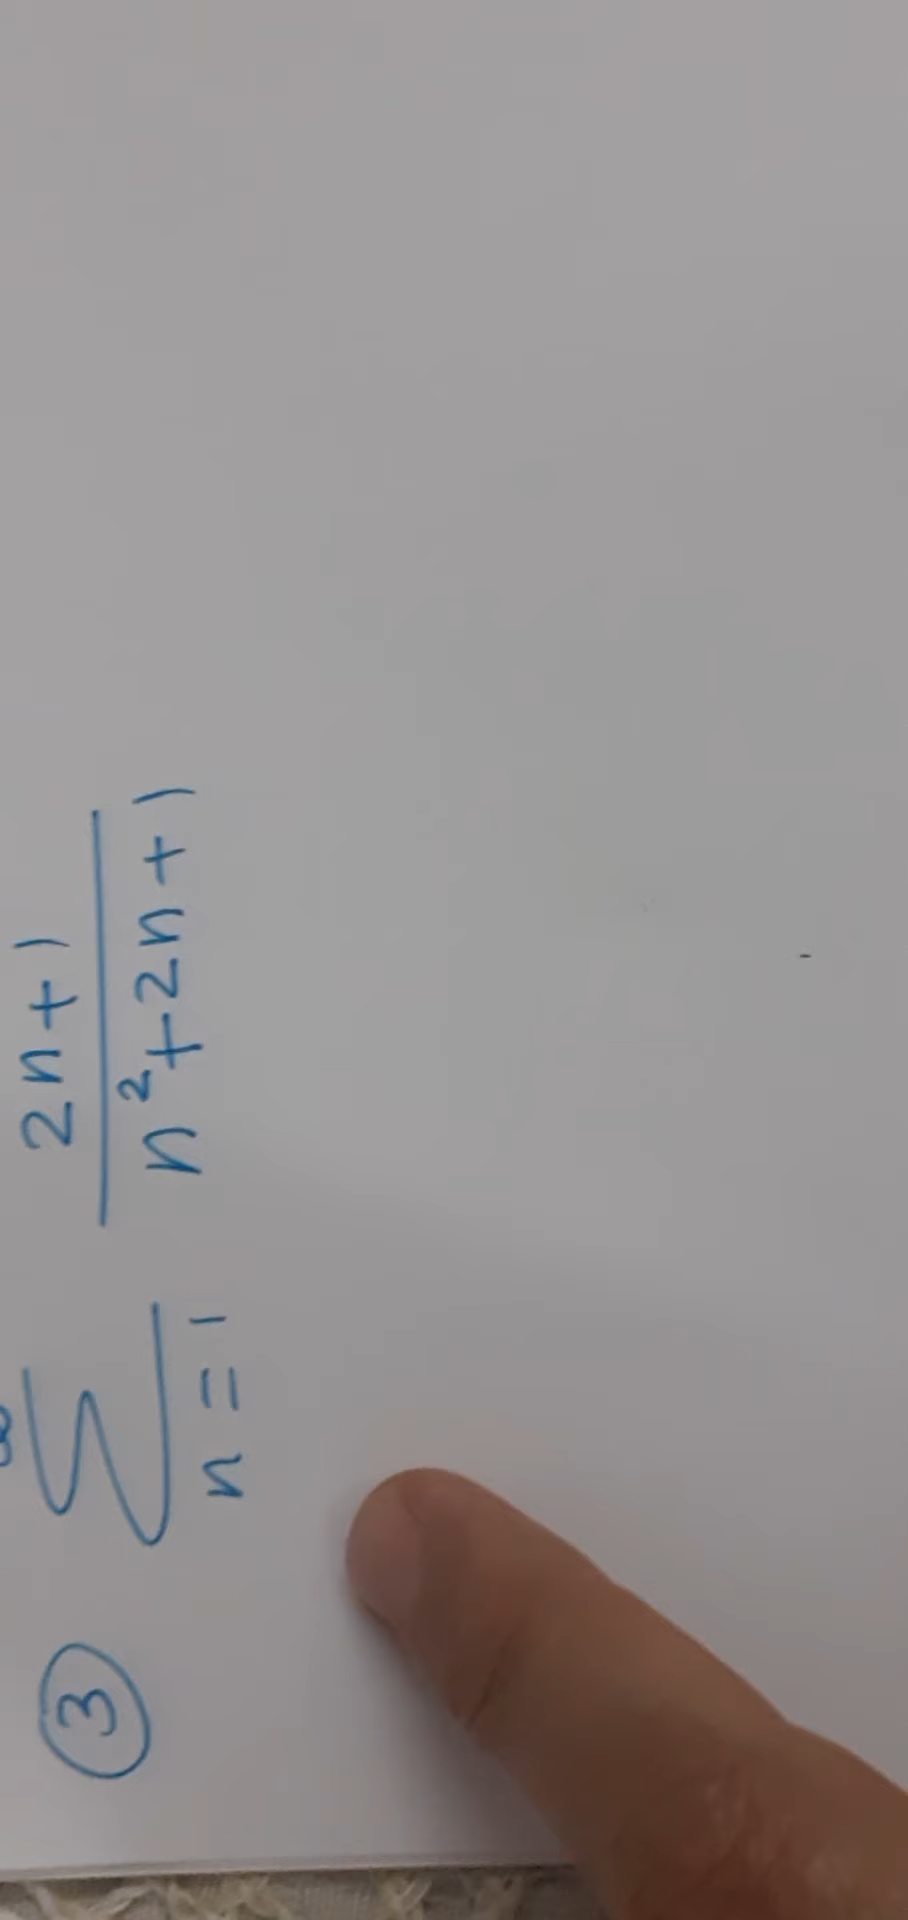 ③ ∞ ∑ n=1 (2n+1)/(n²+2n+1)